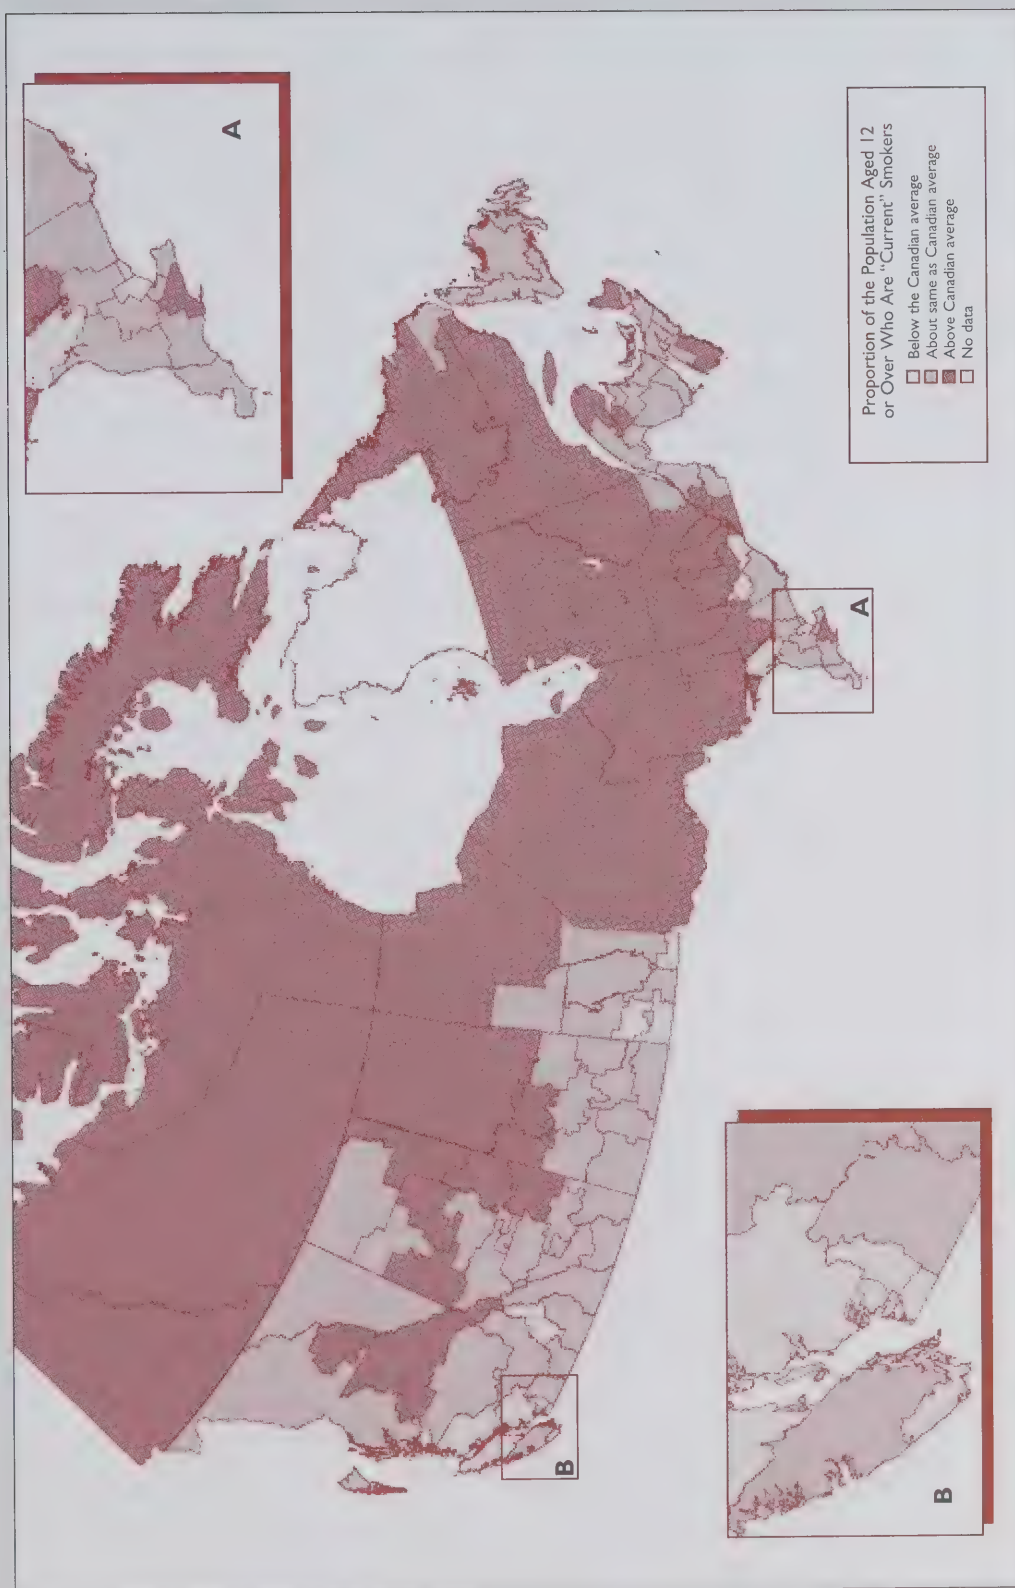 A
Proportion of the Population Aged 12
or Over Who Are "Current" Smokers
Below the Canadian average
About same as Canadian average
Above Canadian average
No data
A
B
B